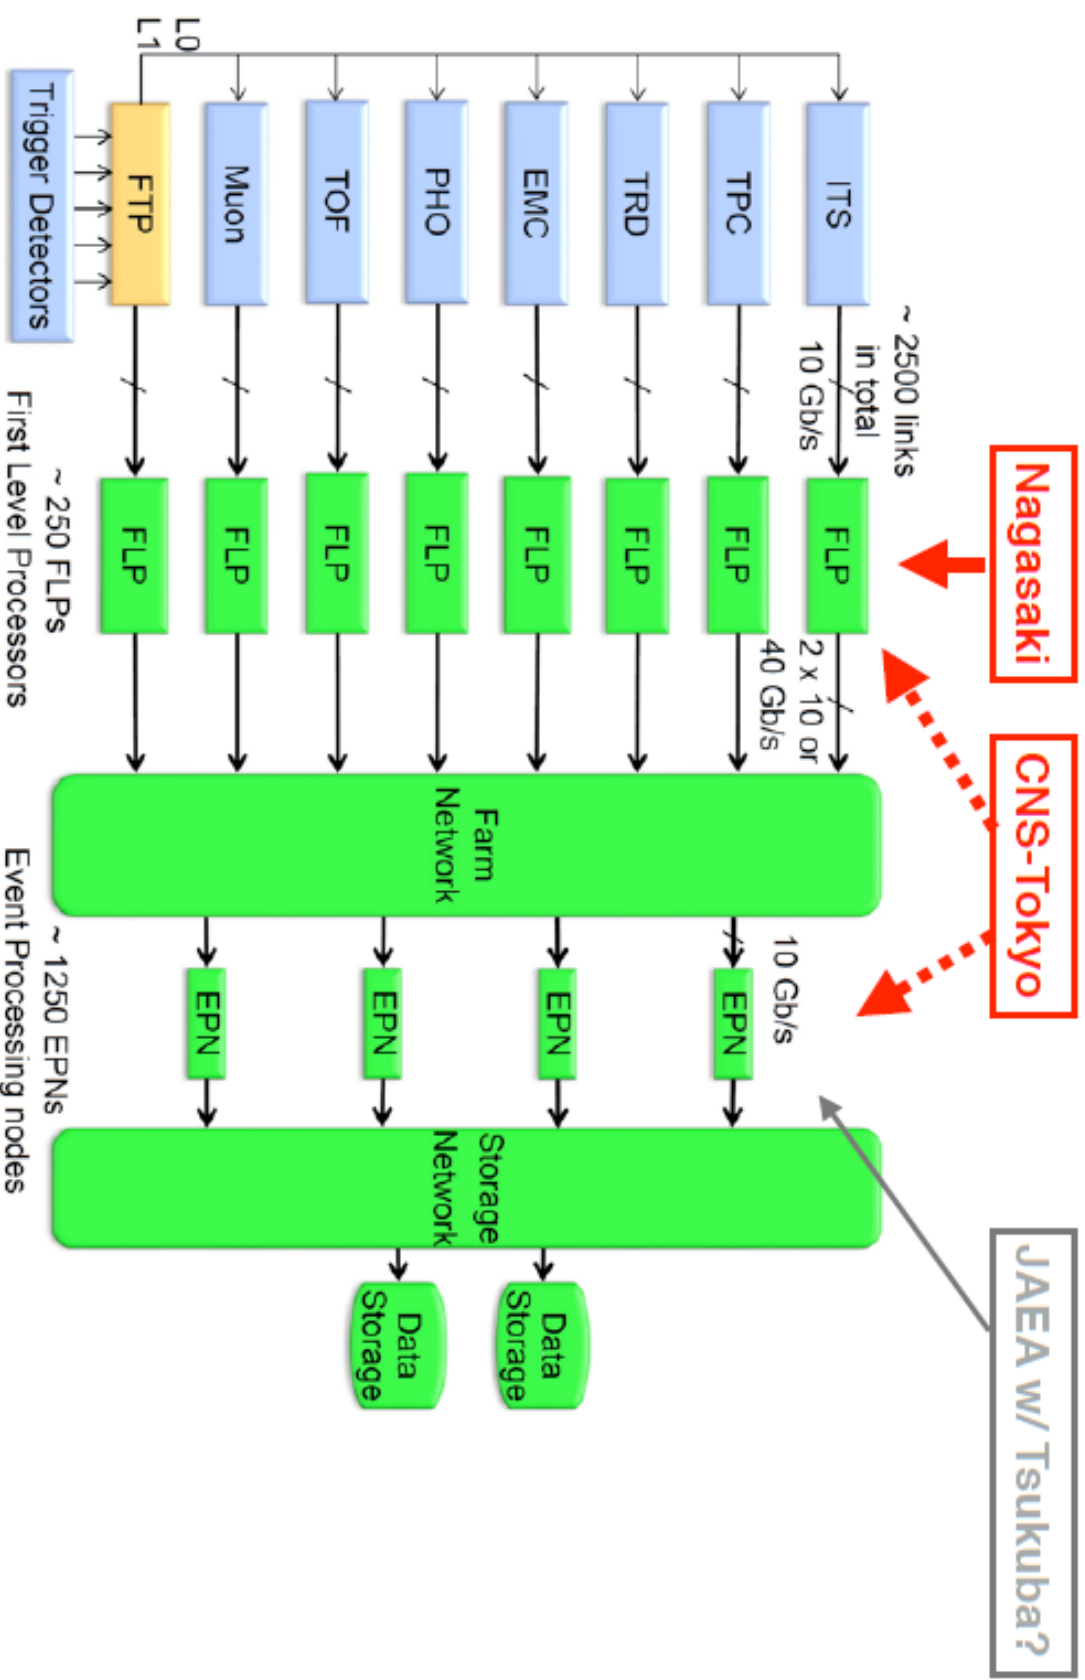 Nagasaki
CNS-Tokyo
JAEA w/ Tsukuba?
~ 2500 links
in total
10 Gb/s
2 x 10 or
40 Gb/s
10 Gb/s
ITS
FLP
TPC
FLP
EPN
TRD
FLP
EMC
FLP
EPN
Data
Storage
Farm
Network
Storage
Network
PHO
FLP
Data
Storage
TOF
FLP
EPN
Muon
FLP
EPN
L0
L1
FTP
FLP
Trigger Detectors
~ 250 FLPs
First Level Processors
~ 1250 EPNs
Event Processing nodes